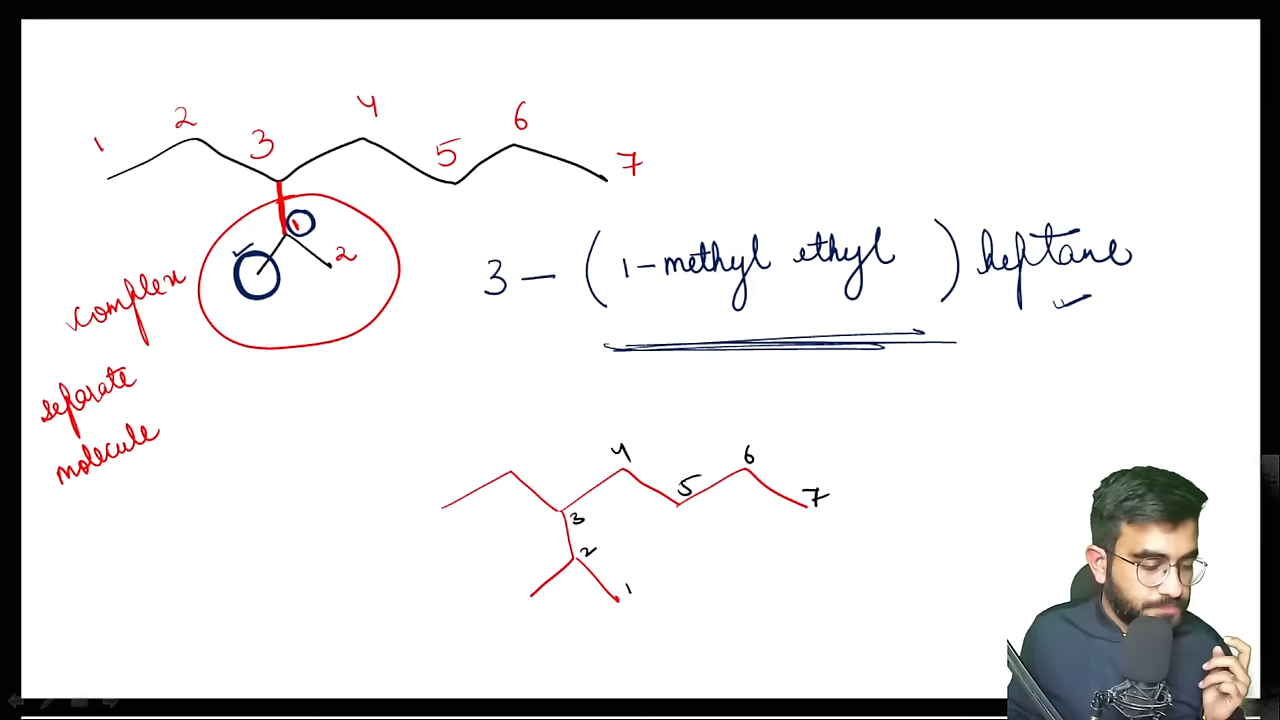 1 2 3 4 5 6 7
1 2
3 - ( 1-methyl ethyl ) heptane
complex
separate
molecule
4 6
5 7
3
2
1